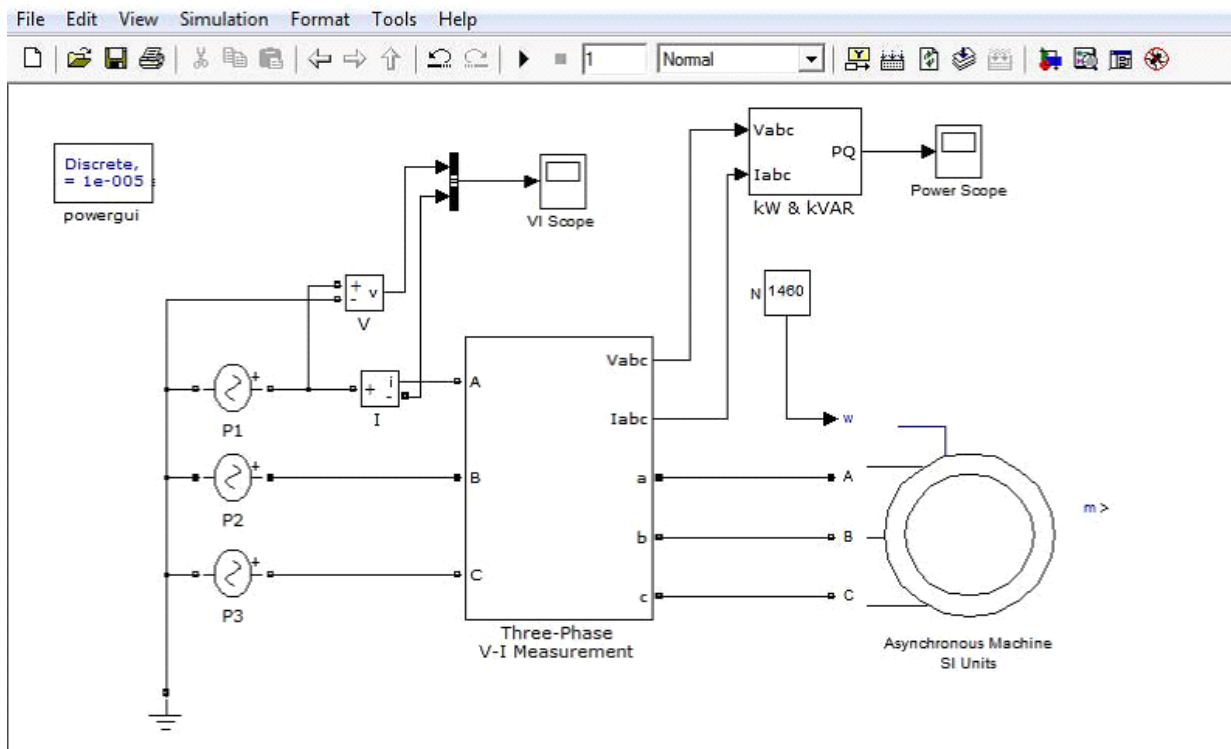 File Edit View Simulation Format Tools Help
1 Normal
Discrete,
= 1e-005 s
powergui
VI Scope
Vabc
Iabc
PQ
kW & kVAR
Power Scope
+
-
v
V
N 1460
+
P1
+ i
-
I
A
Vabc
Iabc
w
+
P2
B
a
A
b
B
m >
+
P3
C
c
C
Three-Phase
V-I Measurement
Asynchronous Machine
SI Units